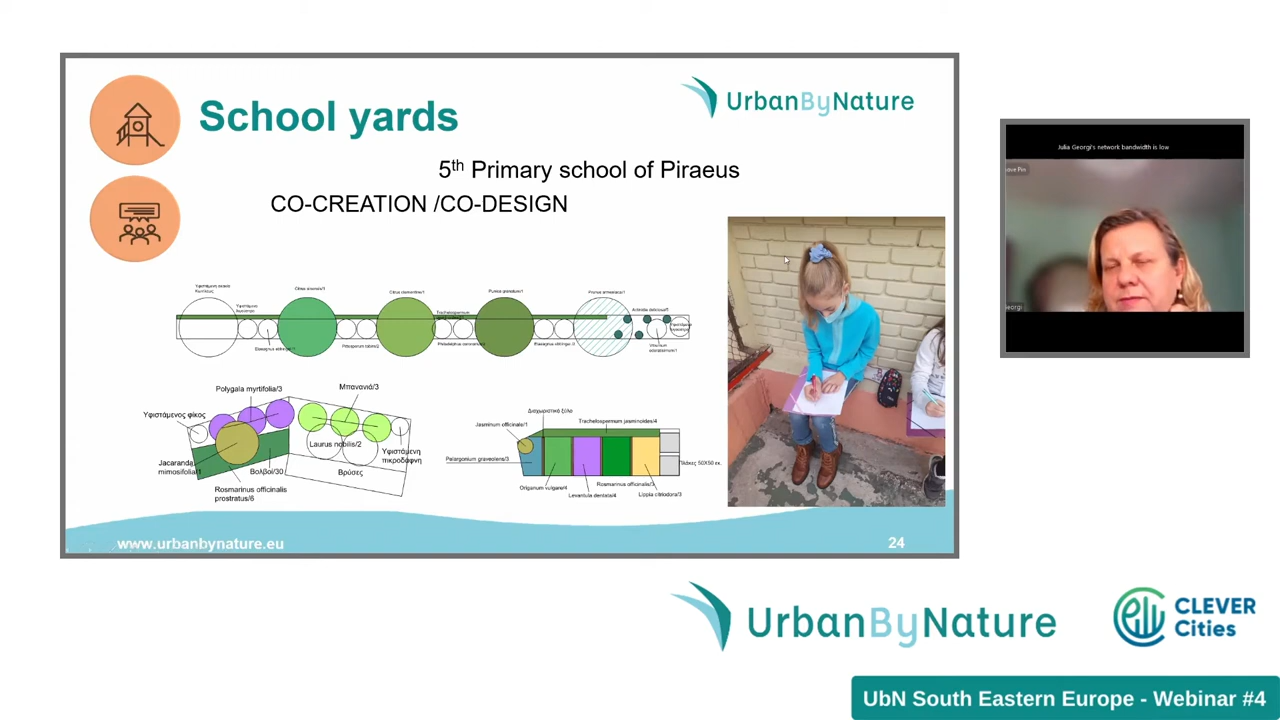 School yards
UrbanByNature
5th Primary school of Piraeus
CO-CREATION /CO-DESIGN
Polygala myrtifolia/3
Μπανανιά/3
Υφιστάμενος φίκος
Laurus nobilis/2
Υφιστάμενη
πικροδάφνη
Jacaranda
mimosifolia/1
Βολβοί/30
Βρύσες
Rosmarinus officinalis
prostratus/6
Διαχωριστικό ξύλο
Jasminum officinale/1
Trachelospermum jasminoides/4
Pelargonium graveolens/3
Πλάκες 50Χ50 εκ.
Origanum vulgare/4
Rosmarinus officinalis/3
Levantula dentata/4
Lippia citriodora/3
www.urbanbynature.eu
24
Julia Georgi's network bandwidth is low
UrbanByNature
CLEVER
Cities
UbN South Eastern Europe - Webinar #4